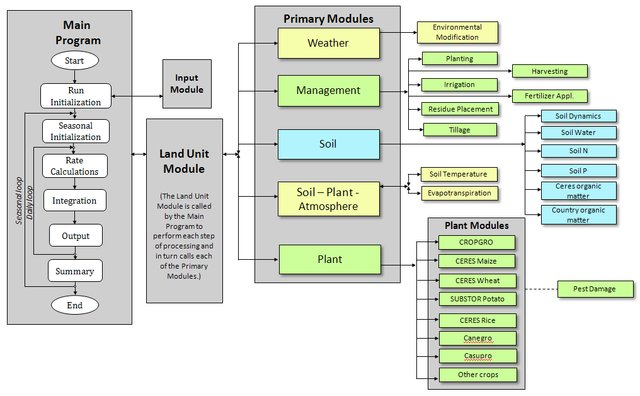 Main
Program
Start
Run
Initialization
Seasonal
Initialization
Rate
Calculations
Integration
Output
Summary
End
Seasonal loop
Daily loop
Input
Module
Land Unit
Module
(The Land Unit
Module is called
by the Main
Program to
perform each step
of processing and
in turn calls each
of the Primary
Modules.)
Primary Modules
Weather
Management
Soil
Soil – Plant -
Atmosphere
Plant
Environmental
Modification
Planting
Harvesting
Irrigation
Fertilizer Appl.
Residue Placement
Tillage
Soil Dynamics
Soil Water
Soil N
Soil P
Ceres organic
matter
Country organic
matter
Soil Temperature
Evapotranspiration
Plant Modules
CROPGRO
CERES Maize
CERES Wheat
SUBSTOR Potato
CERES Rice
Canegro
Casupro
Other crops
Pest Damage